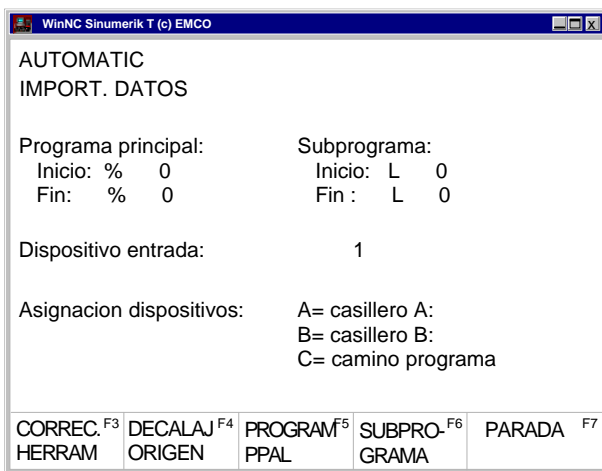 WinNC Sinumerik T (c) EMCO
AUTOMATIC
IMPORT. DATOS
Programa principal: Subprograma:
Inicio: % 0 Inicio: L 0
Fin: % 0 Fin : L 0
Dispositivo entrada: 1
Asignacion dispositivos: A= casillero A:
B= casillero B:
C= camino programa
CORREC. F3 DECALAJ F4 PROGRAM F5 SUBPRO- F6 PARADA F7
HERRAM ORIGEN PPAL GRAMA